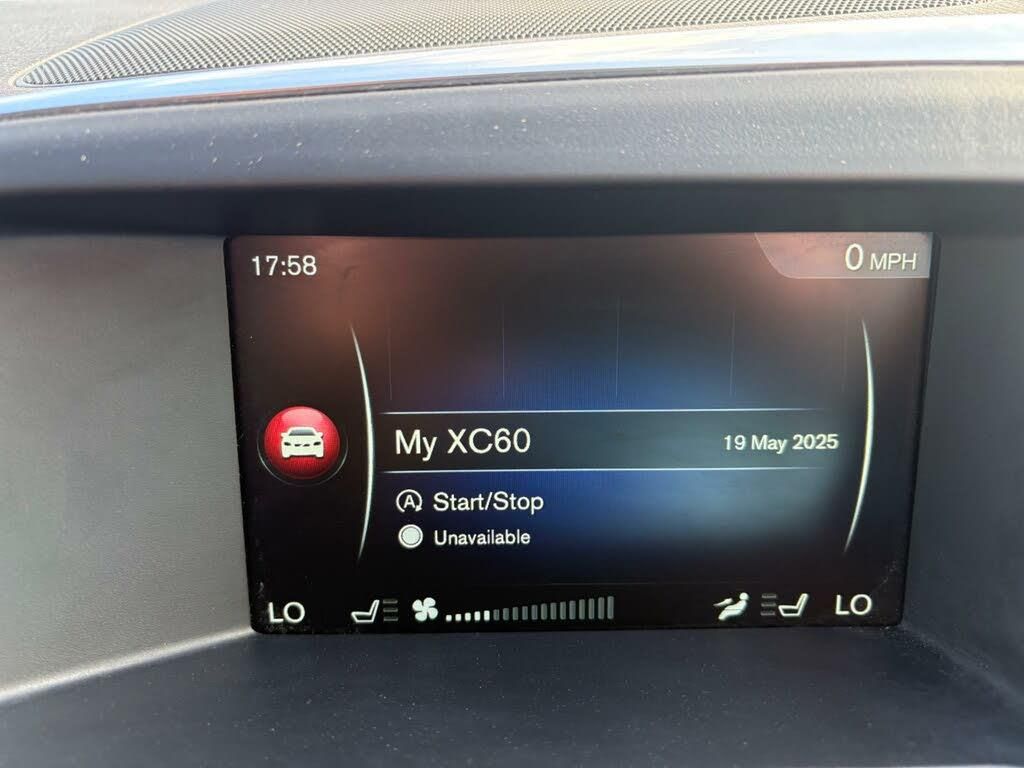 17:58
0 MPH
My XC60
19 May 2025
A Start/Stop
Unavailable
LO
LO